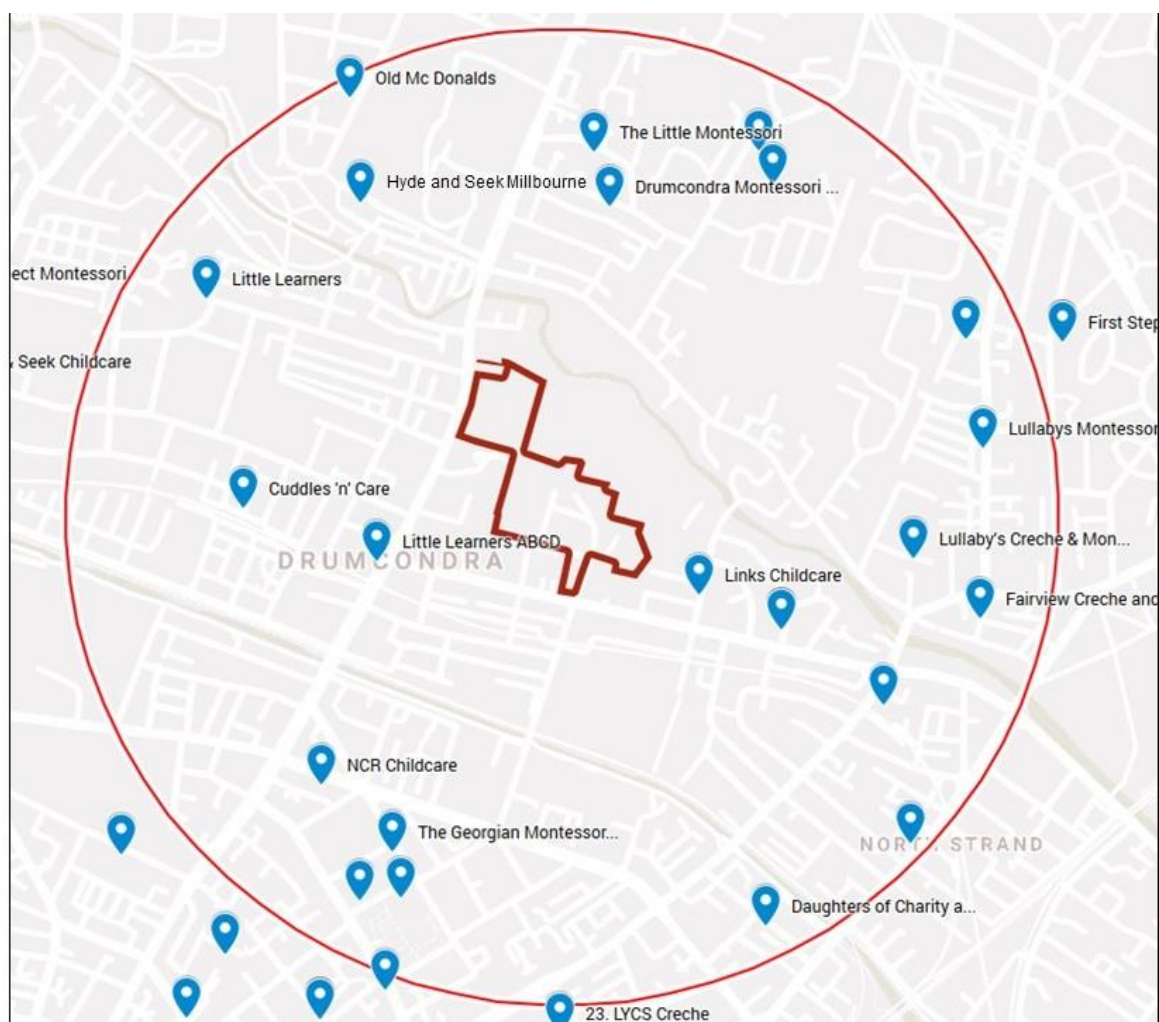 Old Mc Donalds
The Little Montessori
Hyde and Seek Millbourne
Drumcondra Montessori ...
ect Montessori
Little Learners
First Step
Seek Childcare
Lullabys Montessor
Cuddles 'n' Care
Little Learners ABCD
Lullaby's Creche & Mon...
DRUMCONDRA
Links Childcare
Fairview Creche and
NCR Childcare
The Georgian Montessor...
NORTH STRAND
Daughters of Charity a...
23. LYCS Creche